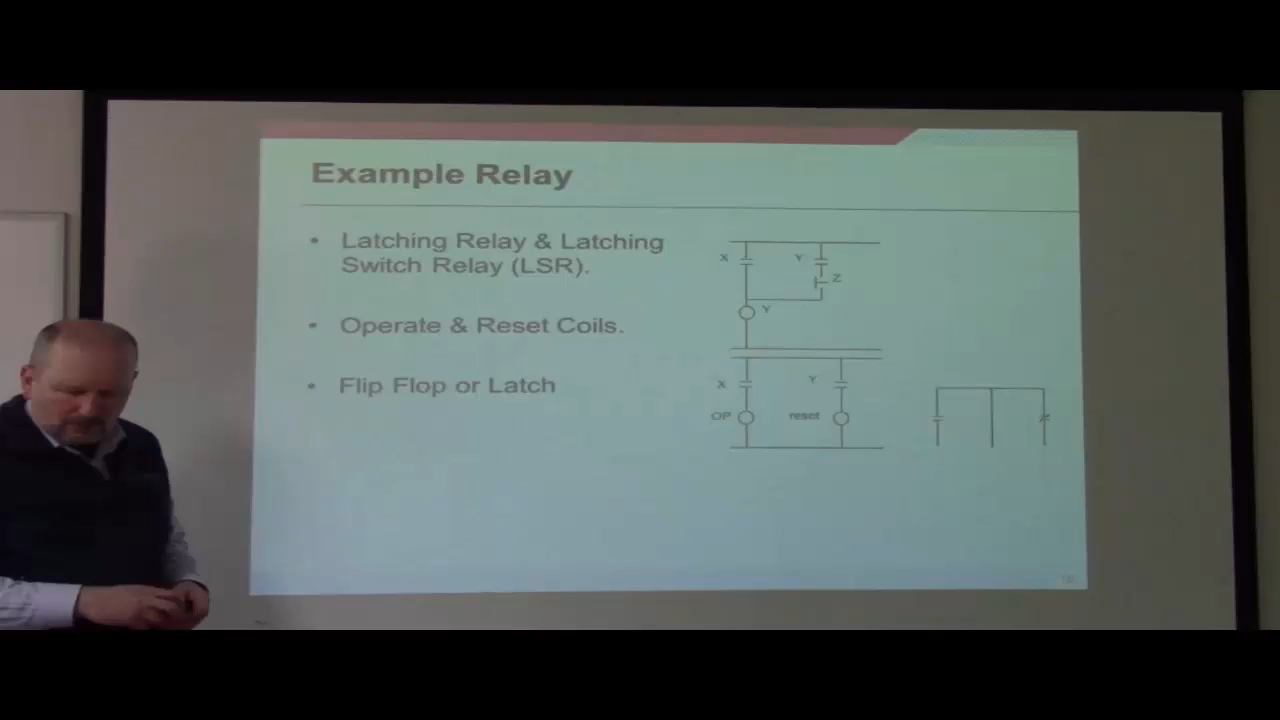 Example Relay
• Latching Relay & Latching
Switch Relay (LSR).
• Operate & Reset Coils.
• Flip Flop or Latch
X
Y
Z
Y
X
Y
OP
reset